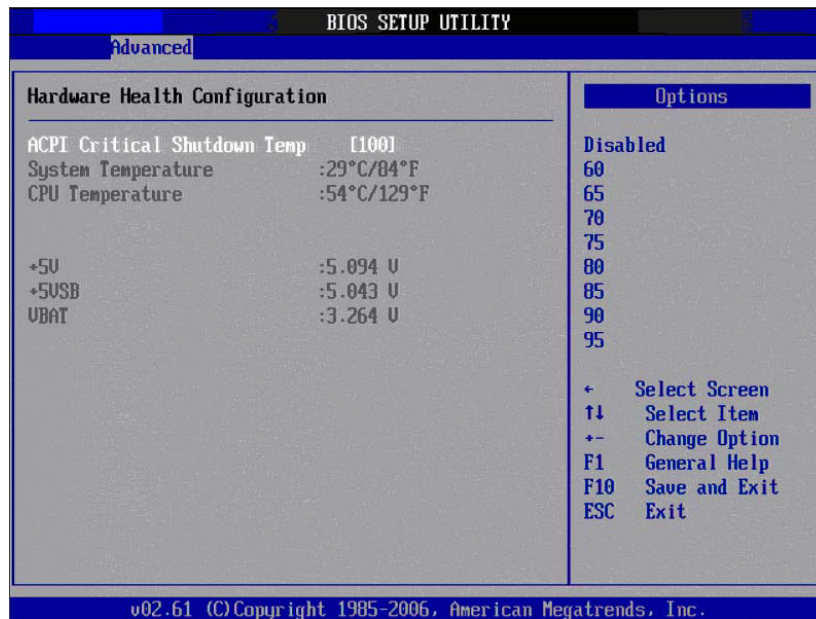 BIOS SETUP UTILITY
Advanced
Hardware Health Configuration
ACPI Critical Shutdown Temp [100]
System Temperature :29°C/84°F
CPU Temperature :54°C/129°F
+5V :5.094 V
+5VSB :5.043 V
VBAT :3.264 V
Options
Disabled
60
65
70
75
80
85
90
95
← Select Screen
↑↓ Select Item
+- Change Option
F1 General Help
F10 Save and Exit
ESC Exit
v02.61 (C)Copyright 1985-2006, American Megatrends, Inc.